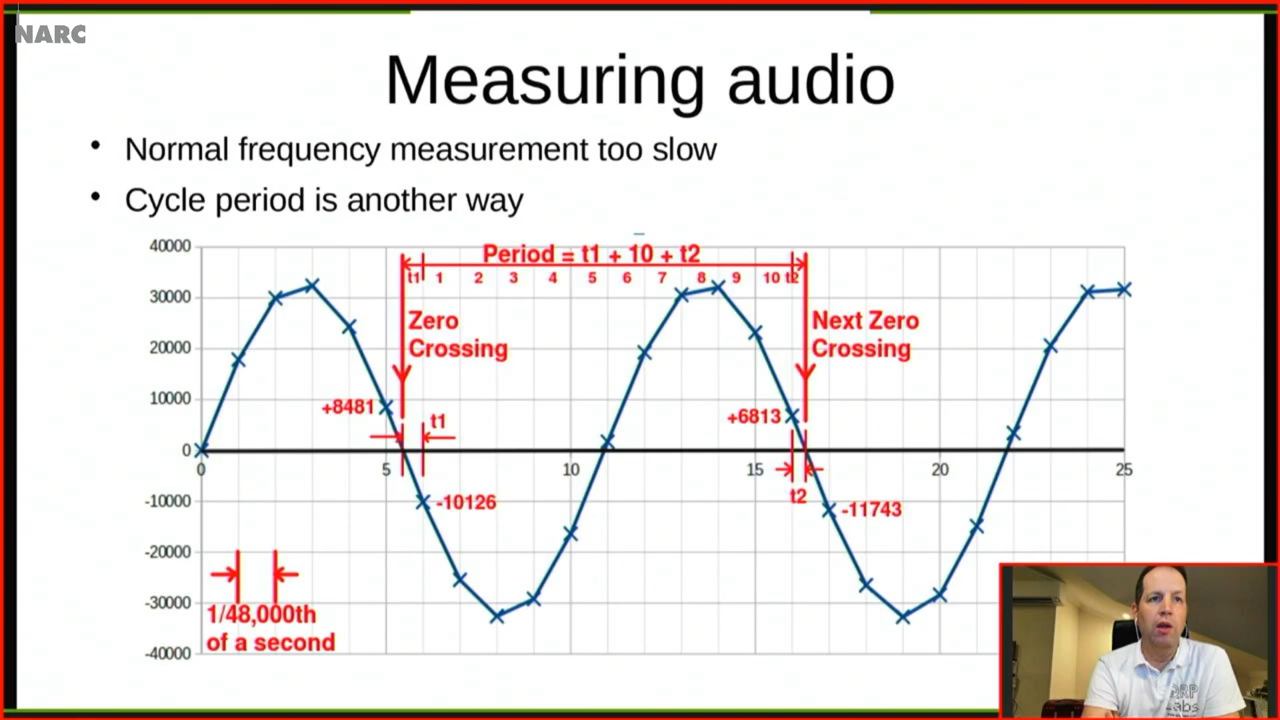 NARC
Measuring audio
• Normal frequency measurement too slow
• Cycle period is another way
40000
30000
20000
10000
0
-10000
-20000
-30000
-40000
0 5 10 15 20 25
Period = t1 + 10 + t2
t1 1 2 3 4 5 6 7 8 9 10 t2
Zero
Crossing
Next Zero
Crossing
+8481
t1
-10126
+6813
t2
-11743
1/48,000th
of a second
QRP
Labs